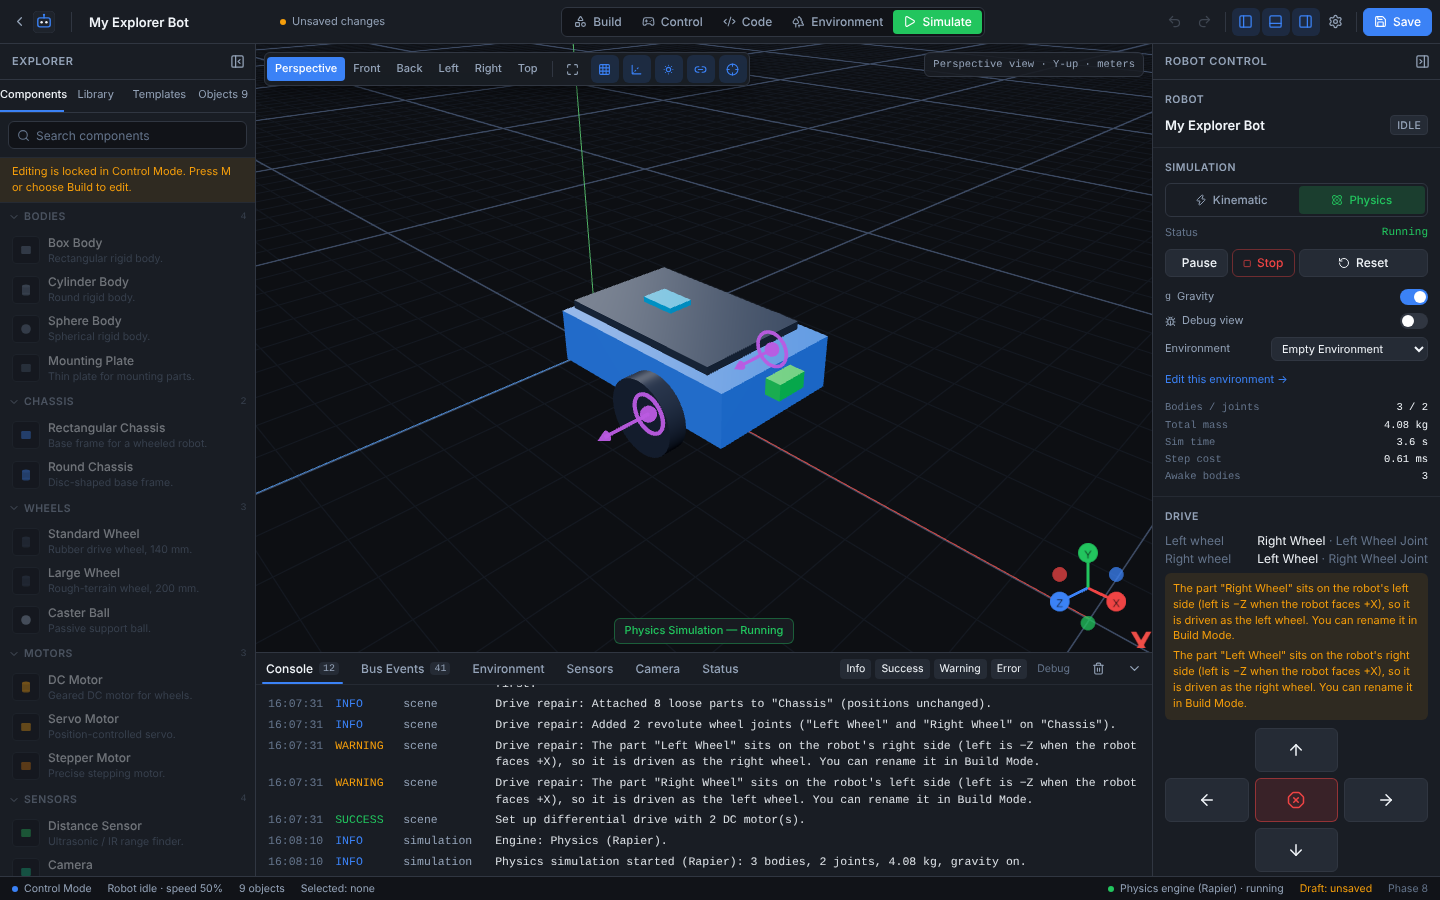 My Explorer Bot
Unsaved changes
Build
Control
Code
Environment
Simulate
Save
EXPLORER
Components
Library
Templates
Objects 9
Search components
Editing is locked in Control Mode. Press M
or choose Build to edit.
BODIES 4
Box Body
Rectangular rigid body.
Cylinder Body
Round rigid body.
Sphere Body
Spherical rigid body.
Mounting Plate
Thin plate for mounting parts.
CHASSIS 2
Rectangular Chassis
Base frame for a wheeled robot.
Round Chassis
Disc-shaped base frame.
WHEELS 3
Standard Wheel
Rubber drive wheel, 140 mm.
Large Wheel
Rough-terrain wheel, 200 mm.
Caster Ball
Passive support ball.
MOTORS 3
DC Motor
Geared DC motor for wheels.
Servo Motor
Position-controlled servo.
Stepper Motor
Precise stepping motor.
SENSORS 4
Distance Sensor
Ultrasonic / IR range finder.
Camera
Perspective
Front
Back
Left
Right
Top
Perspective view · Y-up · meters
Y
Z
X
X
Physics Simulation — Running
Console 12
Bus Events 41
Environment
Sensors
Camera
Status
Info
Success
Warning
Error
Debug
first.
16:07:31 INFO scene Drive repair: Attached 8 loose parts to "Chassis" (positions unchanged).
16:07:31 INFO scene Drive repair: Added 2 revolute wheel joints ("Left Wheel" and "Right Wheel" on "Chassis").
16:07:31 WARNING scene Drive repair: The part "Left Wheel" sits on the robot's right side (left is −Z when the robot
faces +X), so it is driven as the right wheel. You can rename it in Build Mode.
16:07:31 WARNING scene Drive repair: The part "Right Wheel" sits on the robot's left side (left is −Z when the robot
faces +X), so it is driven as the left wheel. You can rename it in Build Mode.
16:07:31 SUCCESS scene Set up differential drive with 2 DC motor(s).
16:08:10 INFO simulation Engine: Physics (Rapier).
16:08:10 INFO simulation Physics simulation started (Rapier): 3 bodies, 2 joints, 4.08 kg, gravity on.
ROBOT CONTROL
ROBOT
My Explorer Bot IDLE
SIMULATION
Kinematic
Physics
Status Running
Pause
Stop
Reset
g Gravity
Debug view
Environment Empty Environment
Edit this environment →
Bodies / joints 3 / 2
Total mass 4.08 kg
Sim time 3.6 s
Step cost 0.61 ms
Awake bodies 3
DRIVE
Left wheel Right Wheel · Left Wheel Joint
Right wheel Left Wheel · Right Wheel Joint
The part "Right Wheel" sits on the robot's left
side (left is −Z when the robot faces +X), so it
is driven as the left wheel. You can rename it in
Build Mode.
The part "Left Wheel" sits on the robot's right
side (left is −Z when the robot faces +X), so it
is driven as the right wheel. You can rename it
in Build Mode.
Control Mode
Robot idle · speed 50%
9 objects
Selected: none
Physics engine (Rapier) · running
Draft: unsaved
Phase 8